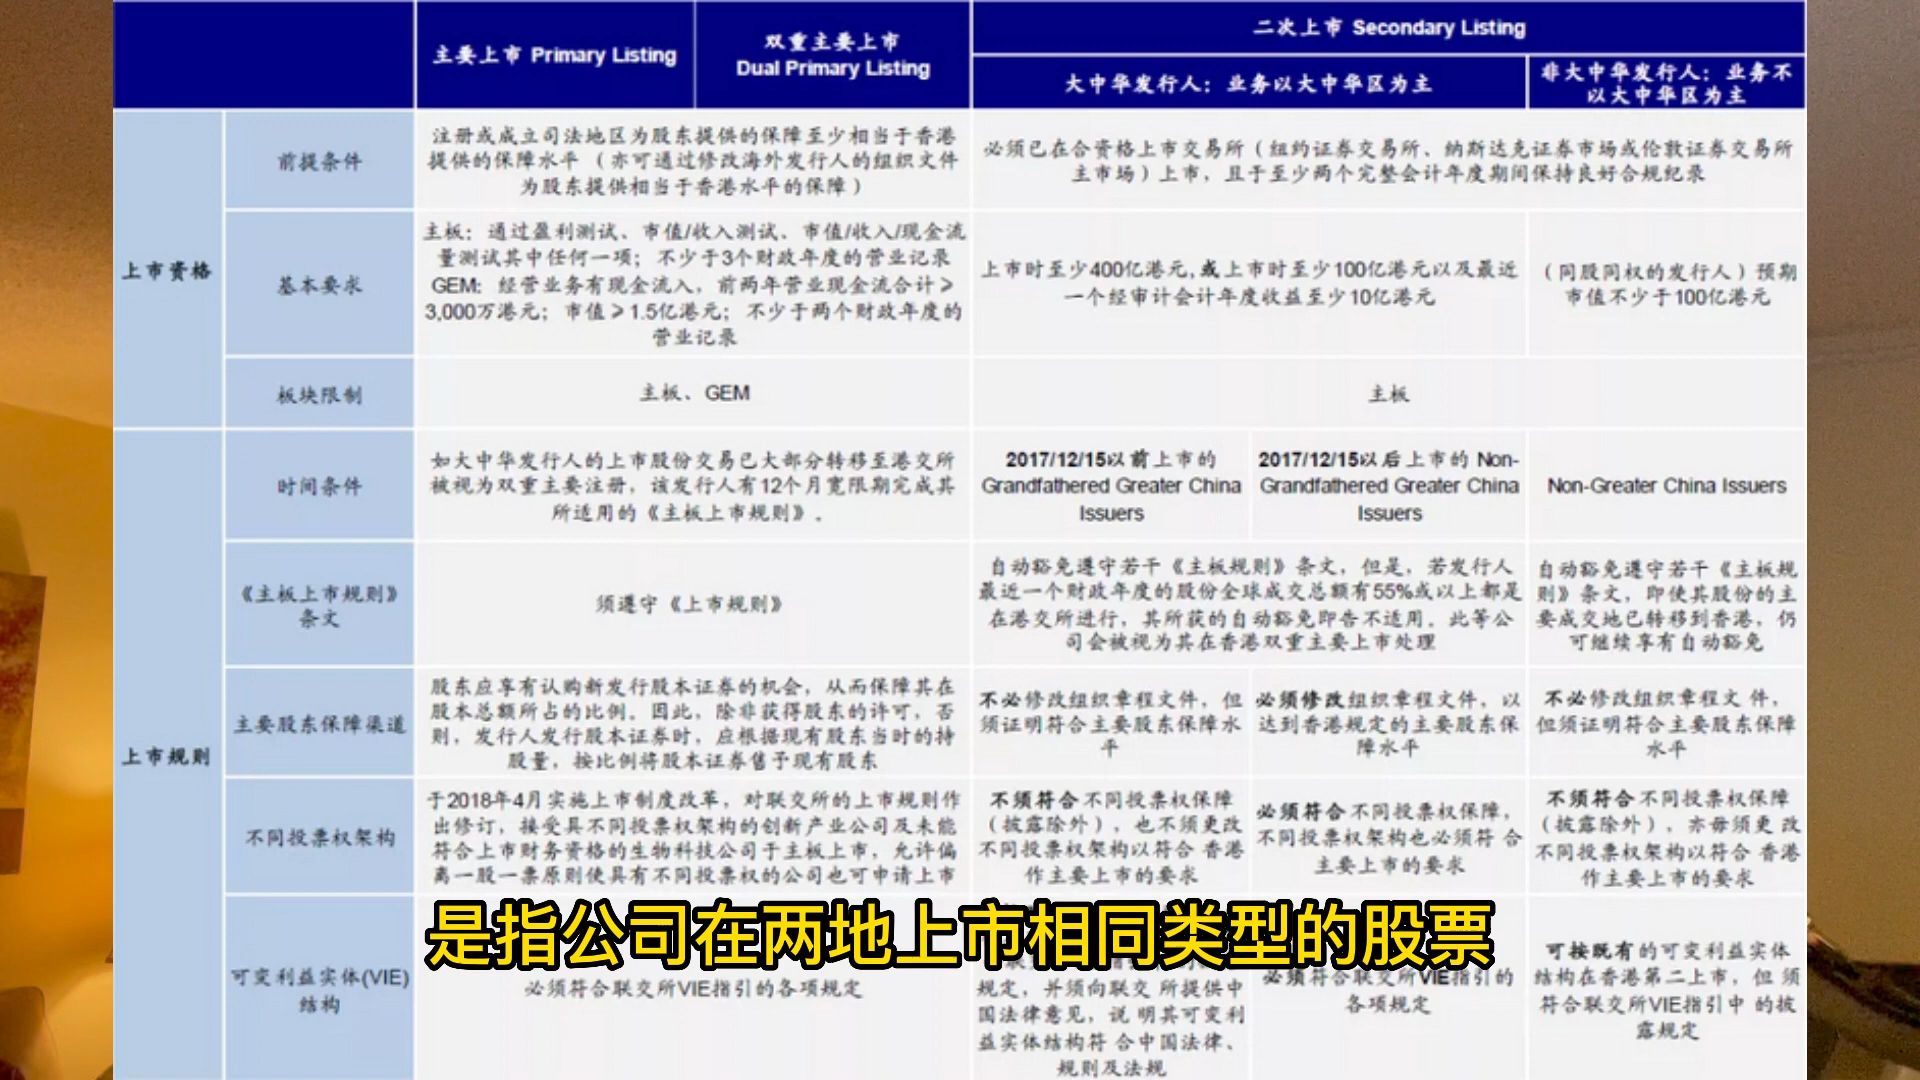 主要上市 Primary Listing
双重主要上市
Dual Primary Listing
二次上市 Secondary Listing
大中华发行人：业务以大中华区为主
非大中华发行人：业务不
以大中华区为主
上市资格
前提条件
注册或成立司法地区为股东提供的保障至少相当于香港
提供的保障水平 （亦可通过修改海外发行人的组织文件
为股东提供相当于香港水平的保障）
必须已在合资格上市交易所（纽约证券交易所、纳斯达克证券市场或伦敦证券交易所
主市场）上市，且于至少两个完整会计年度期间保持良好合规纪录
基本要求
主板：通过盈利测试、市值/收入测试、市值/收入/现金流
量测试其中任何一项；不少于3个财政年度的营业记录
GEM：经营业务有现金流入，前两年营业现金流合计≥
3,000万港元；市值≥1.5亿港元；不少于两个财政年度的
营业记录
上市时至少400亿港元,或上市时至少100亿港元以及最近
一个经审计会计年度收益至少10亿港元
（同股同权的发行人）预期
市值不少于100亿港元
板块限制
主板、GEM
主板
上市规则
时间条件
如大中华发行人的上市股份交易已大部分转移至港交所
被视为双重主要注册，该发行人有12个月宽限期完成其
所适用的《主板上市规则》。
2017/12/15以前上市的
Grandfathered Greater China
Issuers
2017/12/15以后上市的 Non-
Grandfathered Greater China
Issuers
Non-Greater China Issuers
《主板上市规则》
条文
须遵守《上市规则》
自动豁免遵守若干《主板规则》条文，但是，若发行人
最近一个财政年度的股份全球成交总额有55%或以上都是
在港交所进行，其所获的自动豁免即告不适用。此等公
司会被视为其在香港双重主要上市处理
自动豁免遵守若干《主板规
则》条文，即使其股份的主
要成交地已转移到香港，仍
可继续享有自动豁免
主要股东保障渠道
股东应享有认购新发行股本证券的机会，从而保障其在
股本总额所占的比例。因此，除非获得股东的许可，否
则，发行人发行股本证券时，应根据现有股东当时的持
股量，按比例将股本证券售予现有股东
不必修改组织章程文件，但
须证明符合主要股东保障水
平
必须修改组织章程文件，以
达到香港规定的主要股东保
障水平
不必修改组织章程文 件，
但须证明符合主要股东保障
水平
不同投票权架构
于2018年4月实施上市制度改革，对联交所的上市规则作
出修订，接受具不同投票权架构的创新产业公司及未能
符合上市财务资格的生物科技公司于主板上市，允许偏
离一股一票原则使具有不同投票权的公司也可申请上市
不须符合不同投票权保障
（披露除外），也不须更改
不同投票权架构以符合 香港
作主要上市的要求
必须符合不同投票权保障，
不同投票权架构也必须符 合
主要上市的要求
不须符合不同投票权保障
（披露除外），亦毋须更 改
不同投票权架构以符合 香港
作主要上市的要求
可变利益实体(VIE)
结构
必须符合联交所VIE指引的各项规定
规定，并须向联交 所提供中
国法律意见，说 明其可变利
益实体结构符 合中国法律、
规则及法规
必须符合联交所VIE指引的
各项规定
可按既有的可变利益实体
结构在香港第二上市，但 须
符合联交所VIE指引中 的披
露规定
是指公司在两地上市相同类型的股票